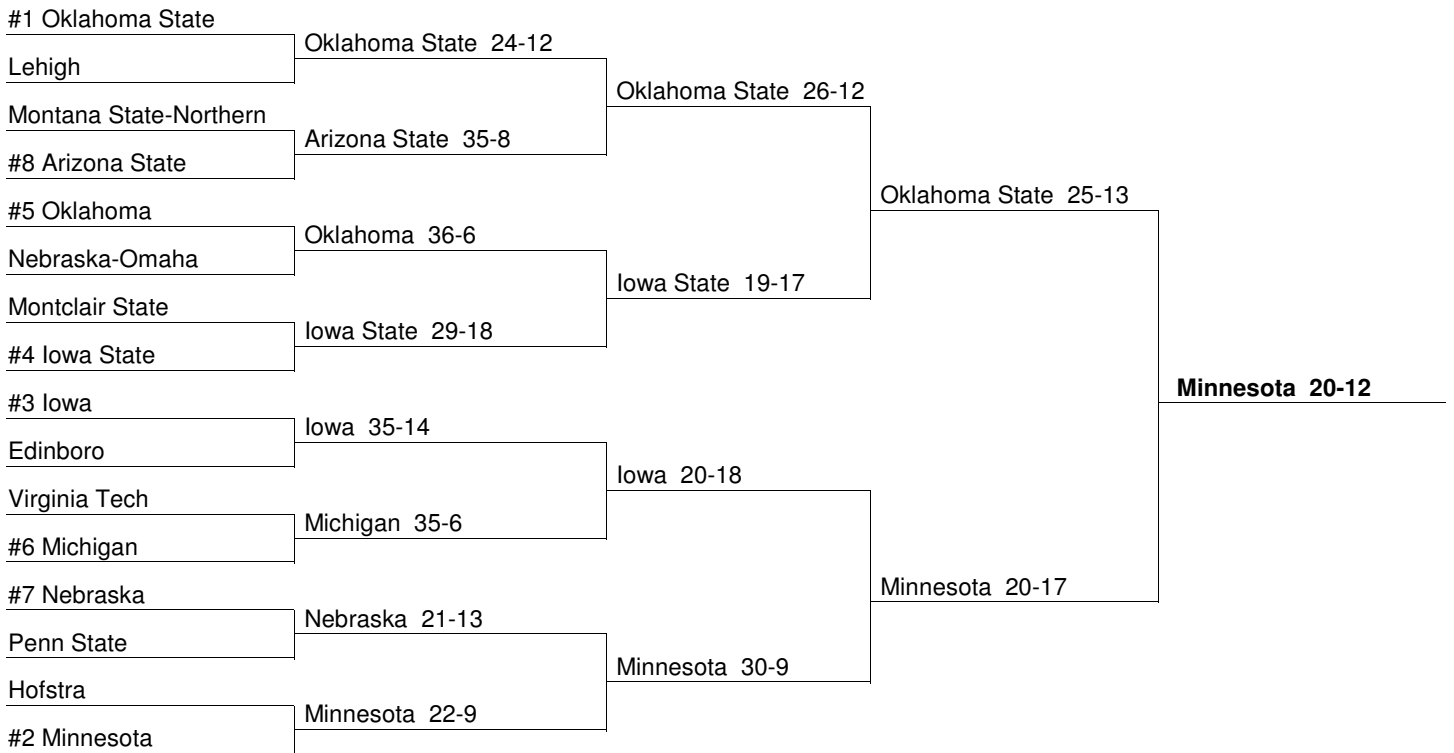 #1 Oklahoma State
Lehigh
Montana State-Northern
#8 Arizona State
#5 Oklahoma
Nebraska-Omaha
Montclair State
#4 Iowa State
#3 Iowa
Edinboro
Virginia Tech
#6 Michigan
#7 Nebraska
Penn State
Hofstra
#2 Minnesota
Oklahoma State 24-12
Arizona State 35-8
Oklahoma 36-6
Iowa State 29-18
Iowa 35-14
Michigan 35-6
Nebraska 21-13
Minnesota 22-9
Oklahoma State 26-12
Iowa State 19-17
Iowa 20-18
Minnesota 30-9
Oklahoma State 25-13
Minnesota 20-17
Minnesota 20-12